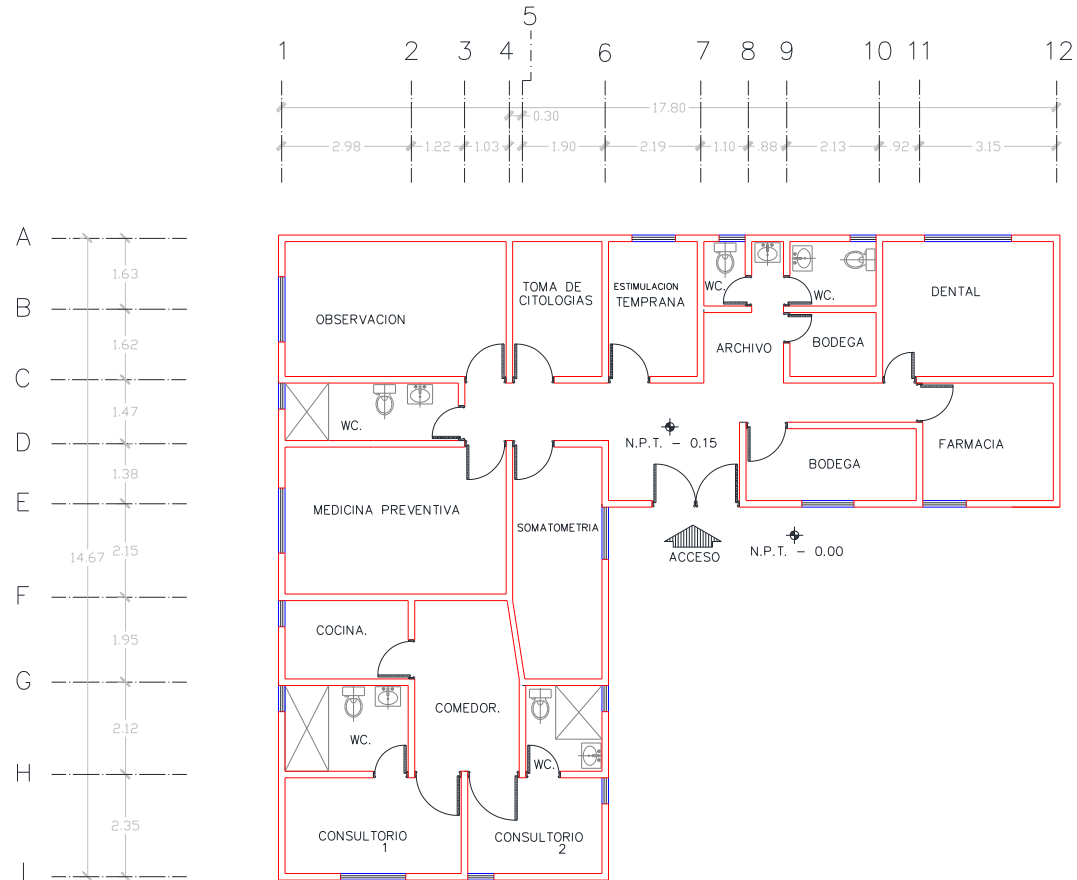 5
1 2 3 4 6 7 8 9 10 11 12
17.80
0.30
2.98 1.22 1.03 1.90 2.19 1.10 .88 2.13 .92 3.15
A
1.63
B
1.62
C
1.47
D
1.38
E
14.67 2.15
F
1.95
G
2.12
H
2.35
I
OBSERVACION
TOMA DE
CITOLOGIAS
ESTIMULACION
TEMPRANA
WC.
WC.
DENTAL
ARCHIVO
BODEGA
WC.
N.P.T. - 0.15
FARMACIA
BODEGA
MEDICINA PREVENTIVA
SOMATOMETRIA
ACCESO
N.P.T. - 0.00
COCINA.
COMEDOR.
WC.
WC.
CONSULTORIO
1
CONSULTORIO
2